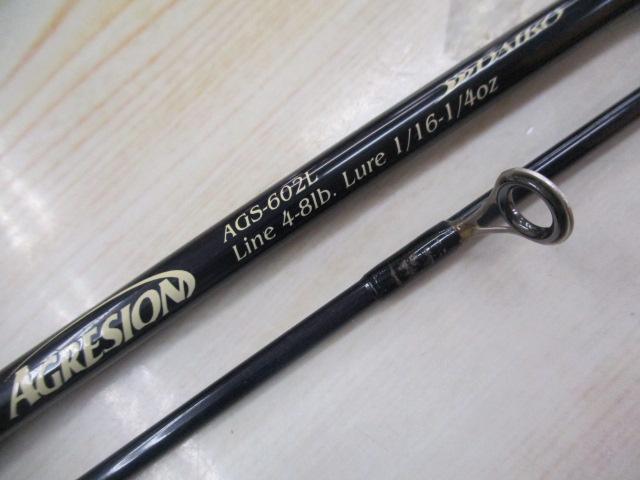 AGRESION
AGS-602L
Line 4-8lb. Lure 1/16-1/4oz
DAIKO